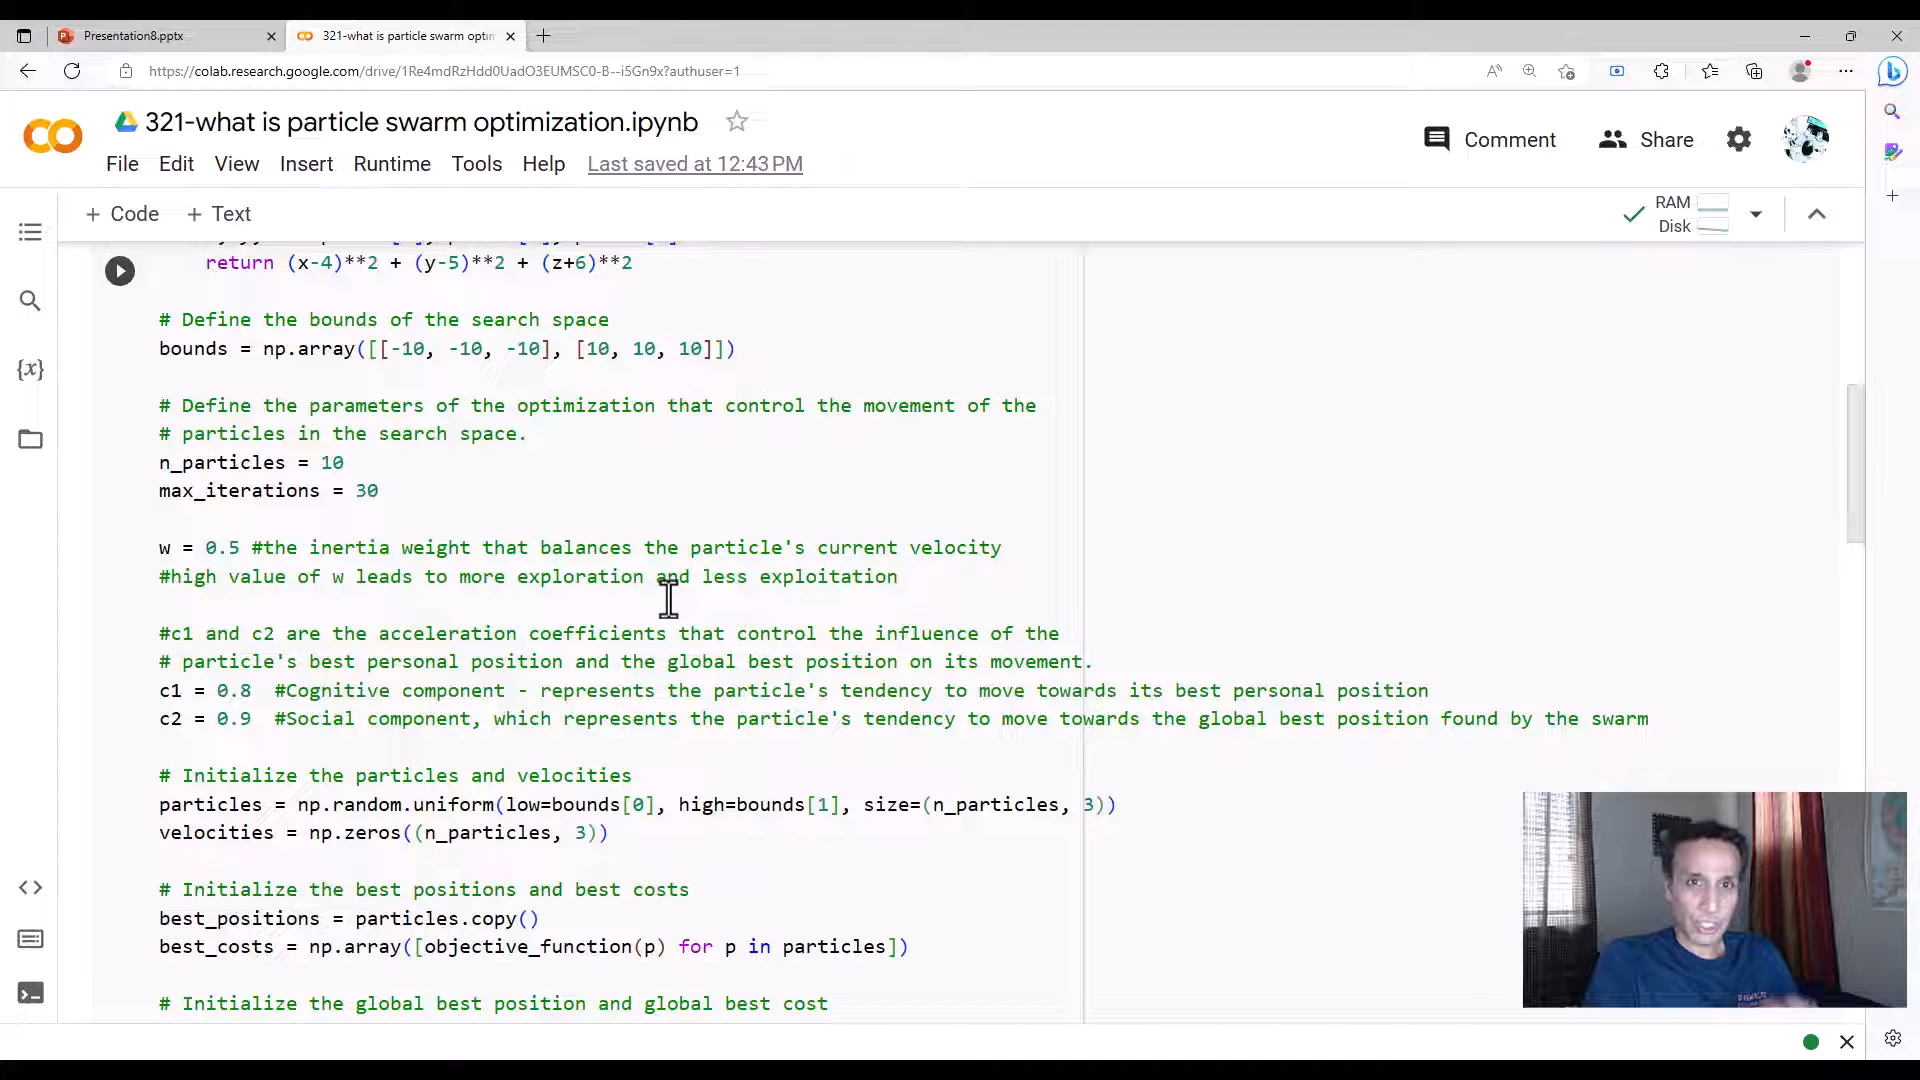 Presentation8.pptx
321-what is particle swarm optin
https://colab.research.google.com/drive/1Re4mdRzHdd0UadO3EUMSC0-B--i5Gn9x?authuser=1
321-what is particle swarm optimization.ipynb
Comment
Share
File Edit View Insert Runtime Tools Help Last saved at 12:43 PM
+ Code + Text
RAM
Disk
return (x-4)**2 + (y-5)**2 + (z+6)**2
# Define the bounds of the search space
bounds = np.array([[-10, -10, -10], [10, 10, 10]])
# Define the parameters of the optimization that control the movement of the
# particles in the search space.
n_particles = 10
max_iterations = 30
w = 0.5 #the inertia weight that balances the particle's current velocity
#high value of w leads to more exploration and less exploitation
#c1 and c2 are the acceleration coefficients that control the influence of the
# particle's best personal position and the global best position on its movement.
c1 = 0.8 #Cognitive component - represents the particle's tendency to move towards its best personal position
c2 = 0.9 #Social component, which represents the particle's tendency to move towards the global best position found by the swarm
# Initialize the particles and velocities
particles = np.random.uniform(low=bounds[0], high=bounds[1], size=(n_particles, 3))
velocities = np.zeros((n_particles, 3))
# Initialize the best positions and best costs
best_positions = particles.copy()
best_costs = np.array([objective_function(p) for p in particles])
# Initialize the global best position and global best cost